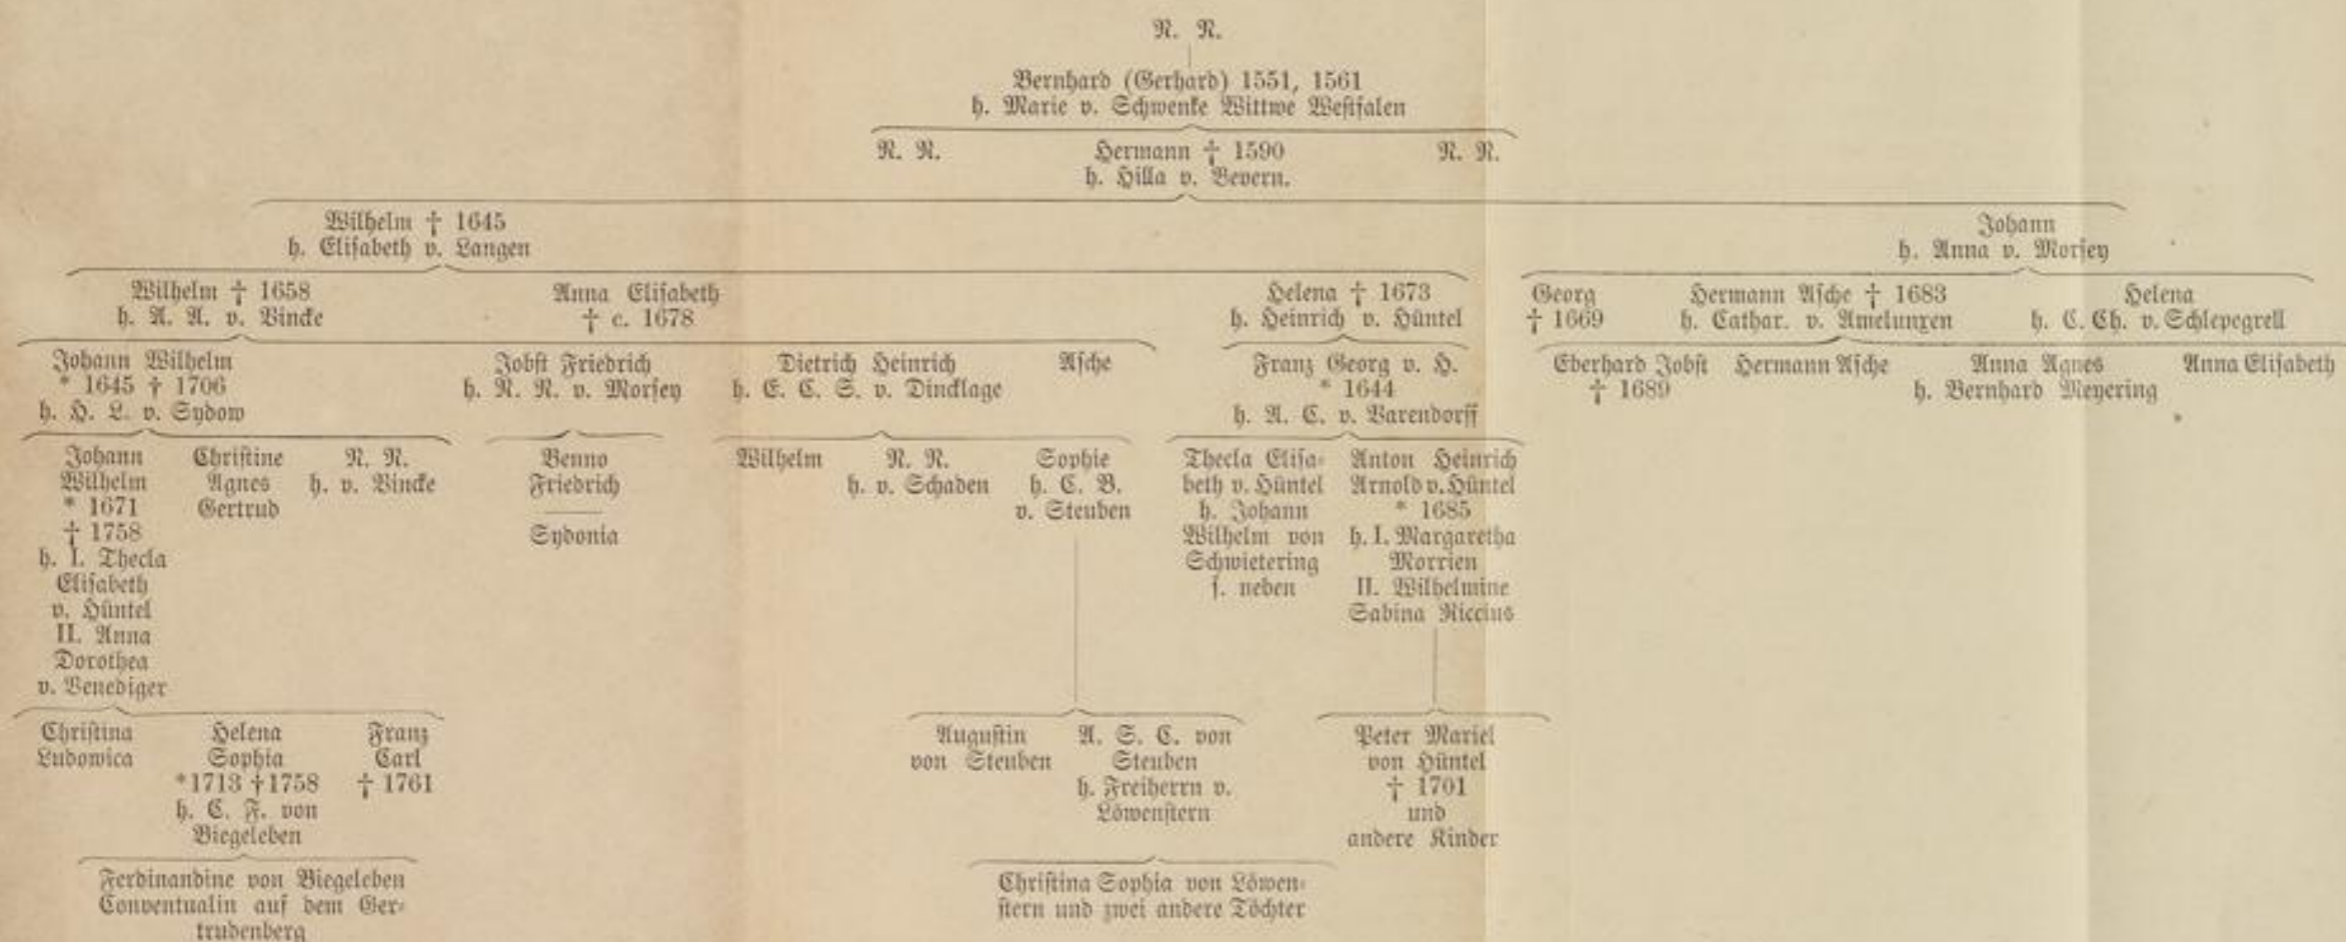 N. N.
Bernhard (Gerhard) 1551, 1561
h. Marie v. Schwenke Wittwe Westfalen
N. N.
Hermann † 1590
h. Hilla v. Bevern.
N. N.
Wilhelm † 1645
h. Elisabeth v. Langen
Johann
h. Anna v. Morsey
Wilhelm † 1658
h. A. A. v. Vincke
Anna Elisabeth
† c. 1678
Helena † 1673
h. Heinrich v. Hüntel
Georg
† 1669
Hermann Asche † 1683
h. Cathar. v. Amelunxen
Helena
h. C. Ch. v. Schlepegrell
Johann Wilhelm
* 1645 † 1706
h. H. L. v. Sydow
Jobst Friedrich
h. N. N. v. Morsey
Dietrich Heinrich
h. E. C. S. v. Dincklage
Asche
Franz Georg v. H.
* 1644
h. A. C. v. Varendorff
Eberhard Jobst
† 1689
Hermann Asche
Anna Agnes
h. Bernhard Meyering
Anna Elisabeth
Johann
Wilhelm
* 1671
† 1758
h. I. Thecla
Elisabeth
v. Hüntel
II. Anna
Dorothea
v. Venediger
Christine
Agnes
Gertrud
N. N.
h. v. Vincke
Benno
Friedrich
Sydonia
Wilhelm
N. N.
h. v. Schaden
Sophie
h. C. B.
v. Steuben
Thecla Elisa-
beth v. Hüntel
h. Johann
Wilhelm von
Schwietering
s. neben
Anton Heinrich
Arnold v. Hüntel
* 1685
h. I. Margaretha
Morrien
II. Wilhelmine
Sabina Riccius
Christina
Ludowica
Helena
Sophia
*1713 †1758
h. C. F. von
Biegeleben
Franz
Carl
† 1761
Augustin
von Steuben
A. S. C. von
Steuben
h. Freiherrn v.
Löwenstern
Peter Mariel
von Hüntel
† 1701
und
andere Kinder
Ferdinandine von Biegeleben
Conventualin auf dem Ger-
trudenberg
Christina Sophia von Löwen-
stern und zwei andere Töchter